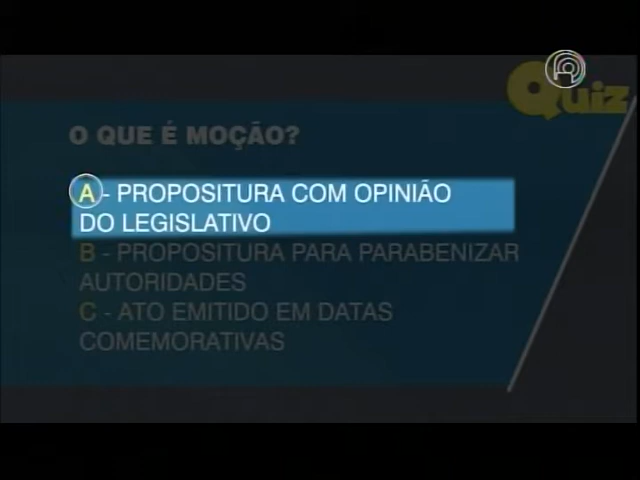 Quiz
O QUE É MOÇÃO?
A - PROPOSITURA COM OPINIÃO
DO LEGISLATIVO
B - PROPOSITURA PARA PARABENIZAR
AUTORIDADES
C - ATO EMITIDO EM DATAS
COMEMORATIVAS